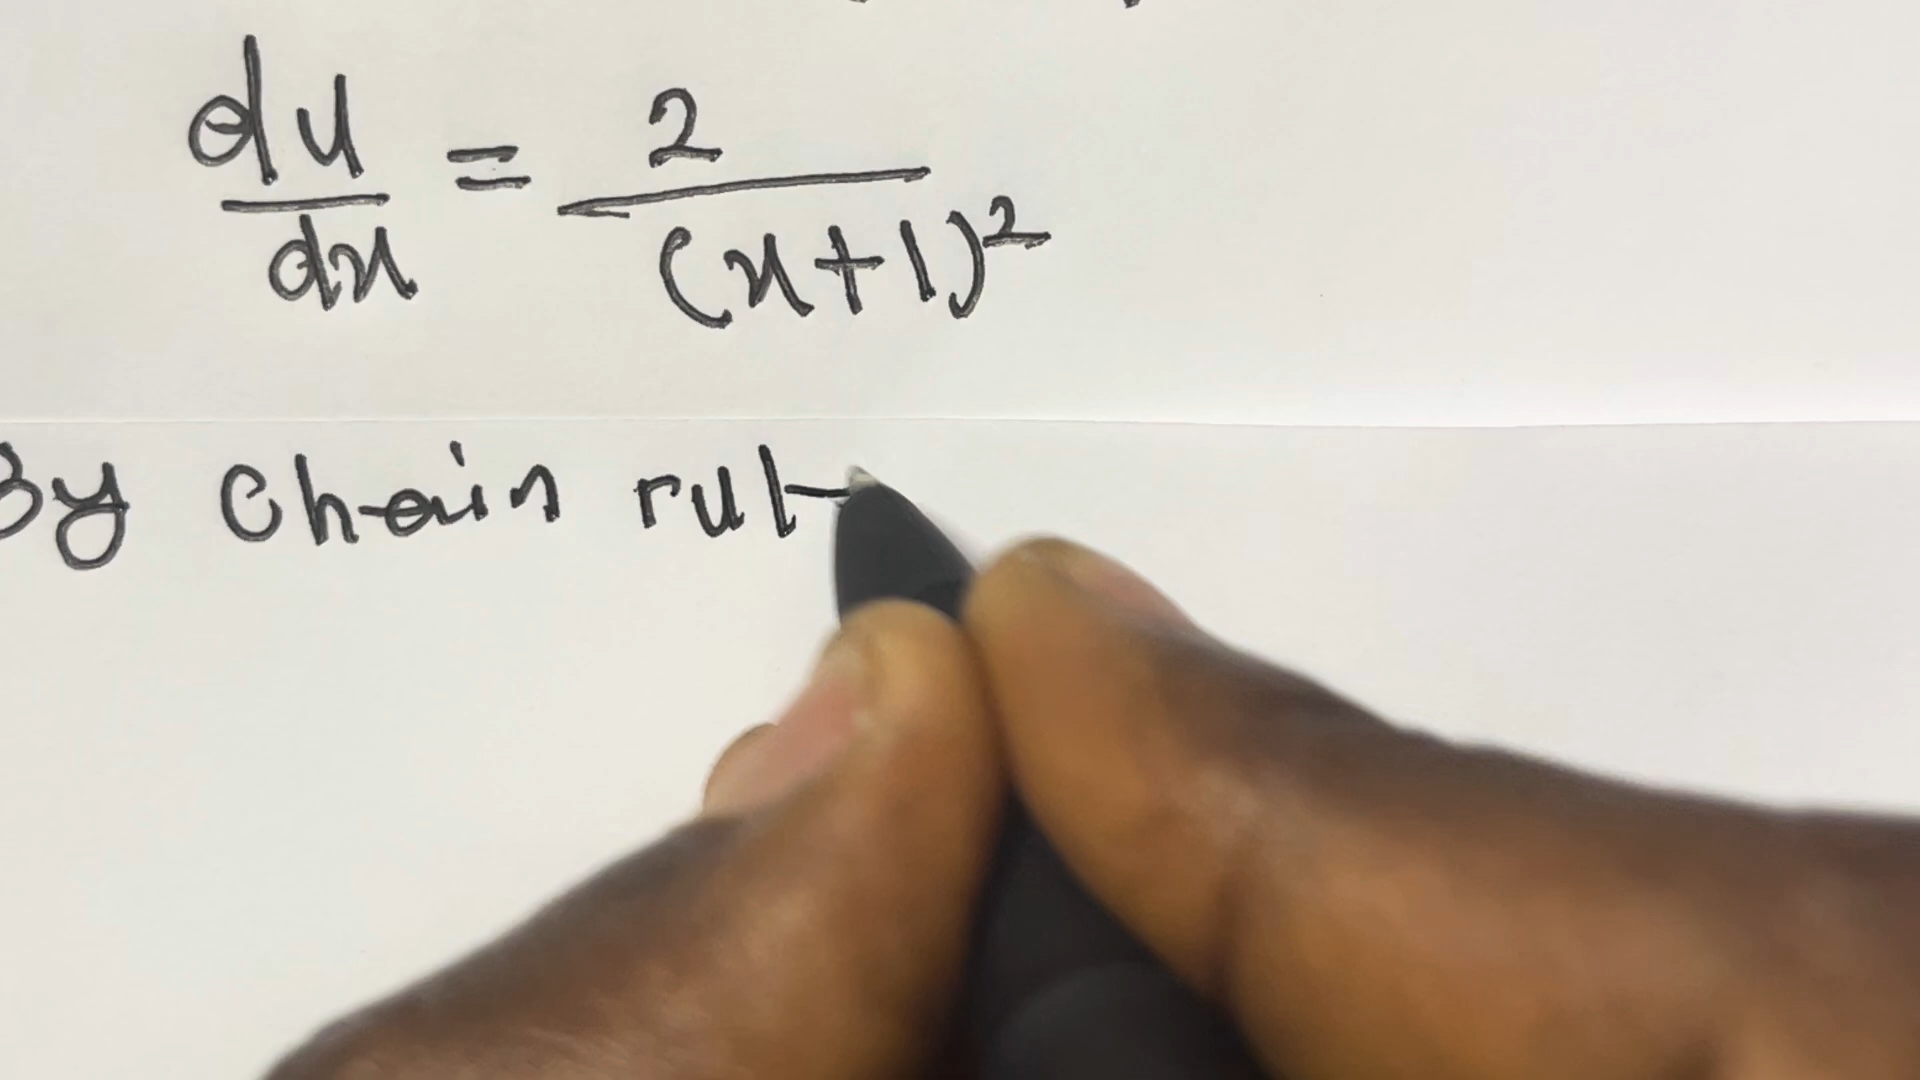 du/dx = 2/(x+1)²
By chain rul